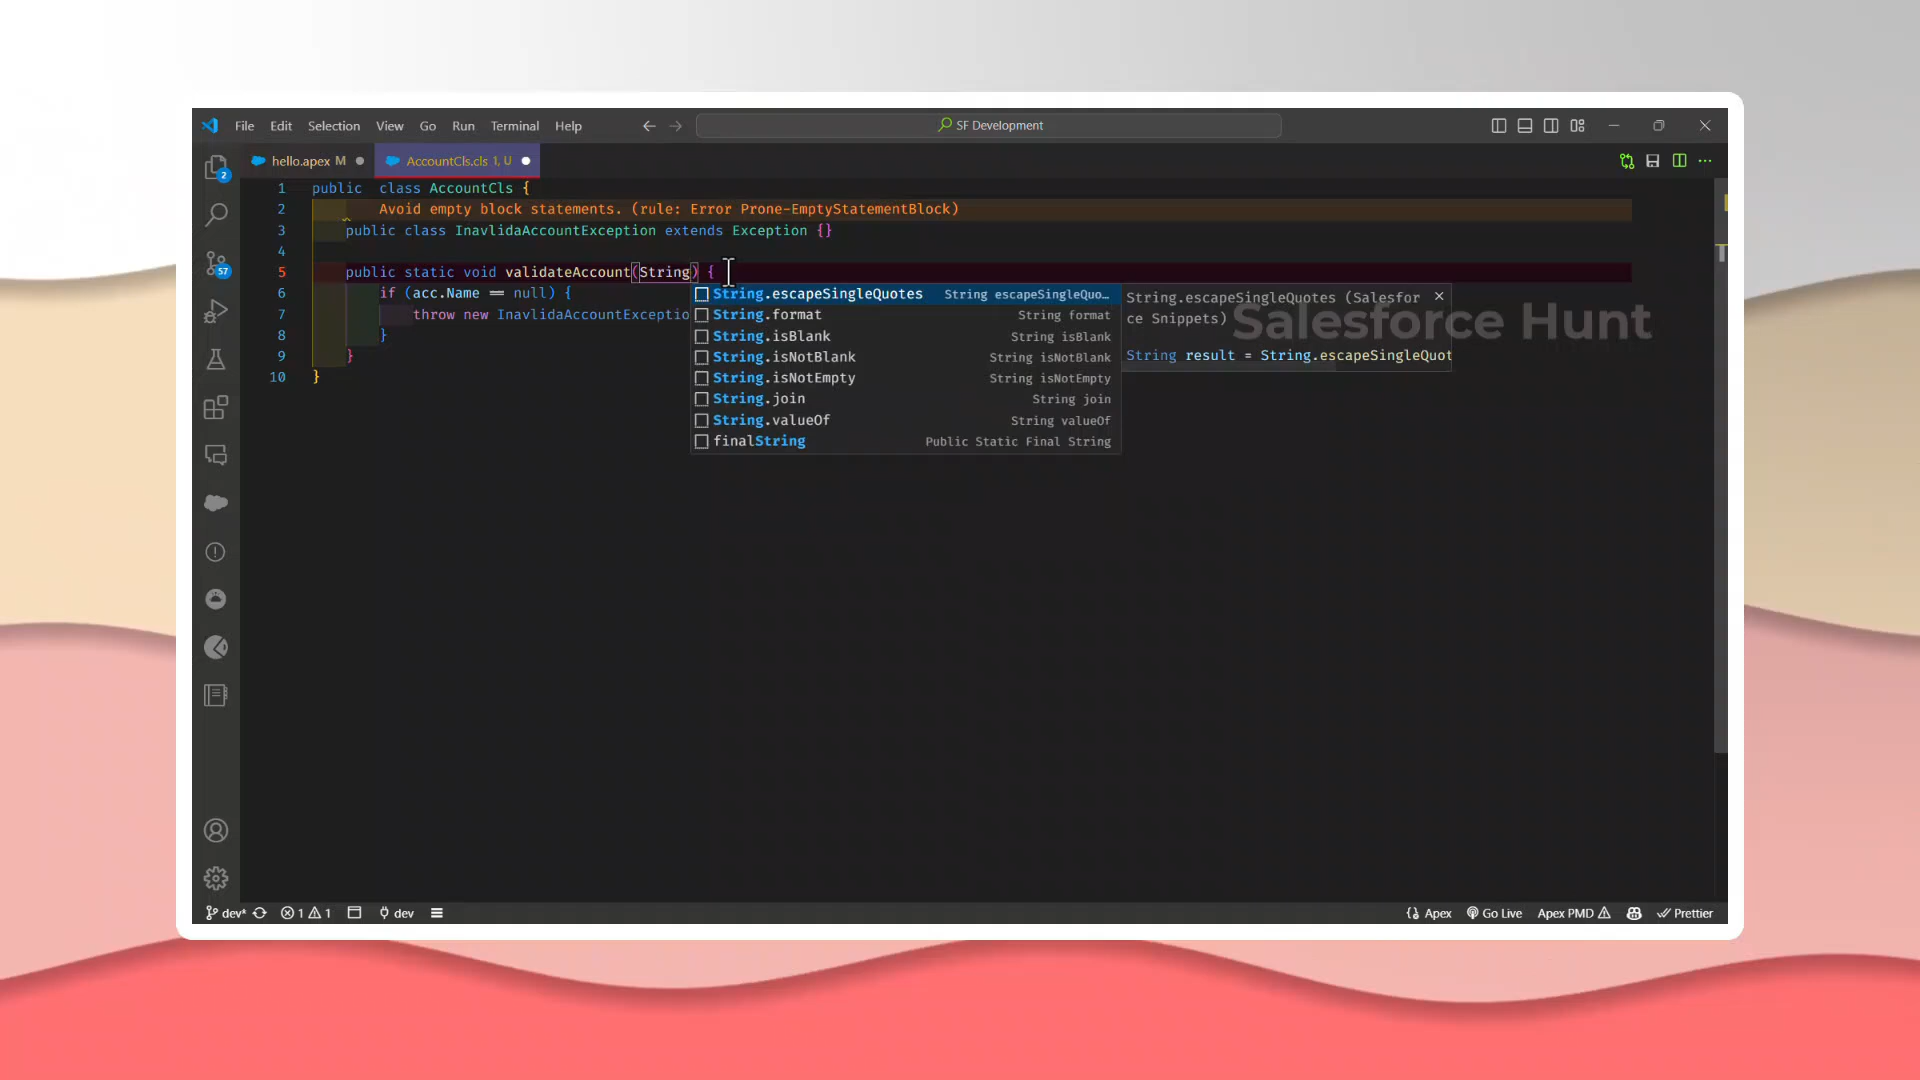 File Edit Selection View Go Run Terminal Help
SF Development
2
hello.apex M
AccountCls.cls 1, U
1 public  class AccountCls {
2 Avoid empty block statements. (rule: Error Prone-EmptyStatementBlock)
3 public class InavlidaAccountException extends Exception {}
4
57
5 public static void validateAccount(String) {
6 if (acc.Name == null) {
7 throw new InavlidaAccountExceptio
8 }
9 }
10 }
String.escapeSingleQuotes String escapeSingleQuo…
String.format String format
String.isBlank String isBlank
String.isNotBlank String isNotBlank
String.isNotEmpty String isNotEmpty
String.join String join
String.valueOf String valueOf
finalString Public Static Final String
String.escapeSingleQuotes (Salesfor
ce Snippets)
String result = String.escapeSingleQuot
Salesforce Hunt
dev* 1 1 dev
Apex Go Live Apex PMD Prettier